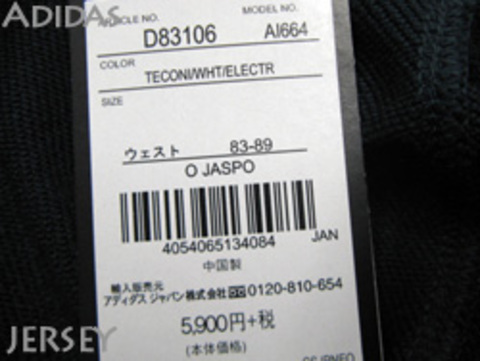 ADIDAS
ARTICLE NO. MODEL NO.
D83106 AI664
COLOR
TECONI/WHT/ELECTR
SIZE
ウェスト 83-89
O JASPO
4054065134084 JAN
中国製
輸入販売元
アディダス ジャパン株式会社 0120-810-654
5,900円+税
(本体価格)
JERSEY